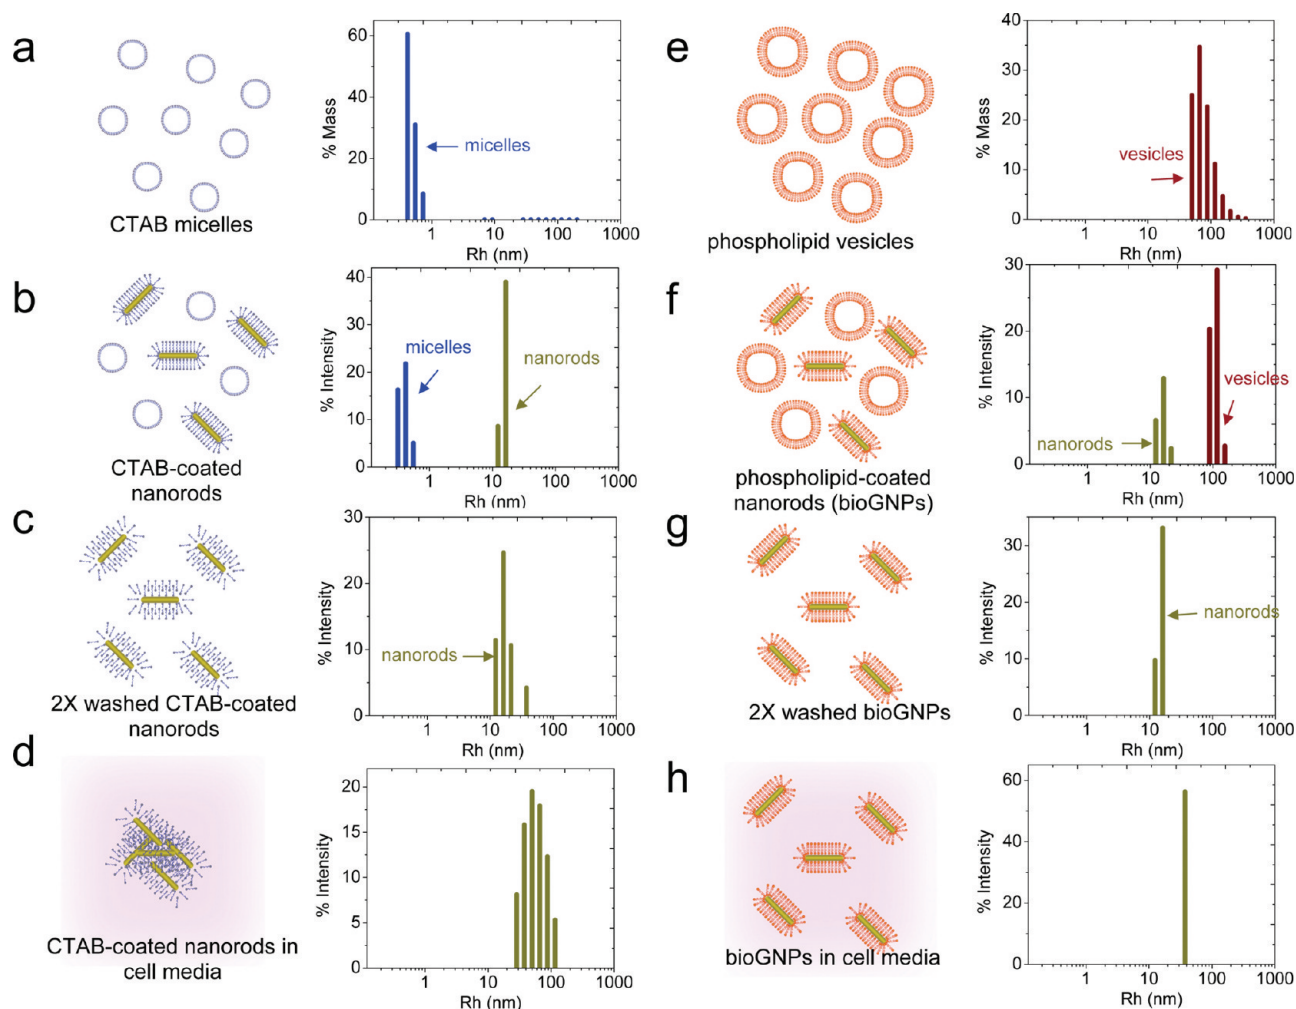 a
60
40
20
0
% Mass
micelles
1
10
100
1000
Rh (nm)
CTAB micelles
b
40
30
20
10
0
% Intensity
micelles
nanorods
1
10
100
1000
Rh (nm)
CTAB-coated
nanorods
c
30
20
10
0
% Intensity
nanorods
1
10
100
1000
Rh (nm)
2X washed CTAB-coated
nanorods
d
20
15
10
5
0
% Intensity
1
10
100
1000
Rh (nm)
CTAB-coated nanorods in
cell media
e
40
30
20
10
0
% Mass
vesicles
1
10
100
1000
Rh (nm)
phospholipid vesicles
f
30
20
10
0
% Intensity
nanorods
vesicles
1
10
100
1000
Rh (nm)
phospholipid-coated
nanorods (bioGNPs)
g
30
20
10
0
% Intensity
nanorods
1
10
100
1000
Rh (nm)
2X washed bioGNPs
h
60
40
20
0
% Intensity
1
10
100
1000
Rh (nm)
bioGNPs in cell media